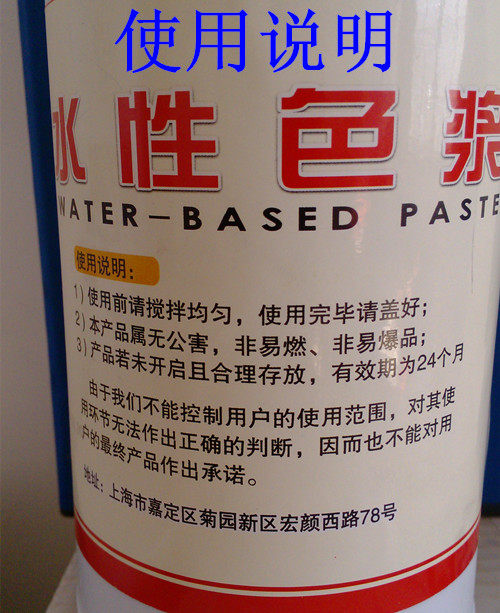 使用说明
水性色浆
WATER-BASED PASTE
使用说明：
1）使用前请搅拌均匀，使用完毕请盖好；
2）本产品属无公害，非易燃、非易爆品；
3）产品若未开启且合理存放，有效期为24个月
由于我们不能控制用户的使用范围，对其使
用环节无法作出正确的判断，因而也不能对用
户的最终产品作出承诺。
地址：上海市嘉定区菊园新区宏颜西路78号